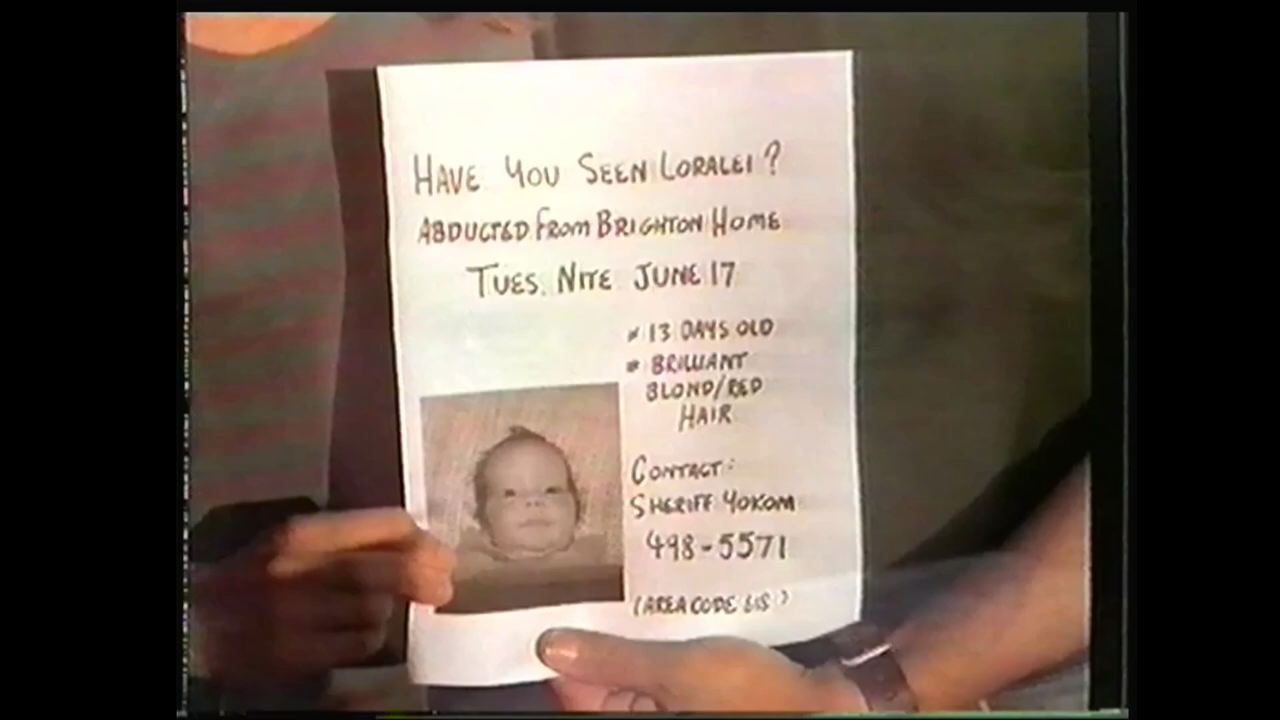 HAVE YOU SEEN LORALEI?
ABDUCTED FROM BRIGHTON HOME
TUES. NITE JUNE 17
* 13 DAYS OLD
* BRILLIANT
BLOND/RED
HAIR
CONTACT:
SHERIFF YOKOM
498-5571
(AREA CODE 618)